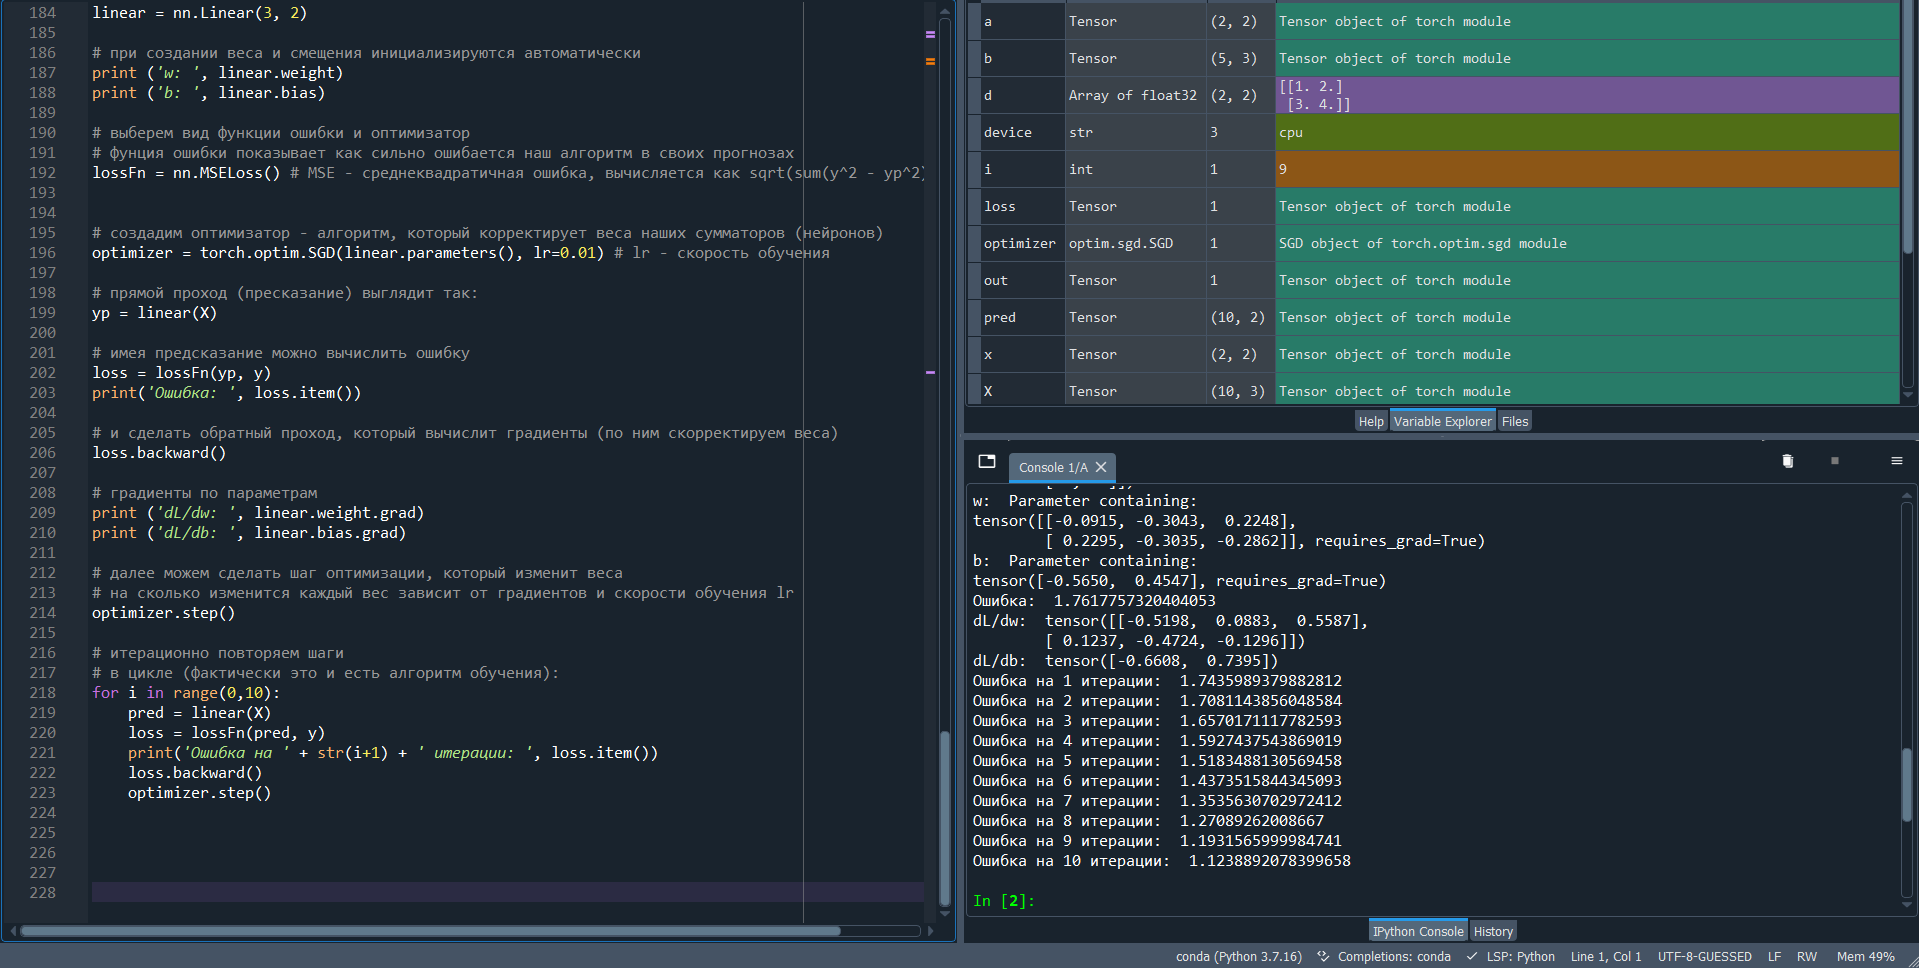 184 linear = nn.Linear(3, 2)
185
186 # при создании веса и смещения инициализируются автоматически
187 print ('w: ', linear.weight)
188 print ('b: ', linear.bias)
189
190 # выберем вид функции ошибки и оптимизатор
191 # фунция ошибки показывает как сильно ошибается наш алгоритм в своих прогнозах
192 lossFn = nn.MSELoss() # MSE - среднеквадратичная ошибка, вычисляется как sqrt(sum(y^2 - yp^2)
193
194
195 # создадим оптимизатор - алгоритм, который корректирует веса наших сумматоров (нейронов)
196 optimizer = torch.optim.SGD(linear.parameters(), lr=0.01) # lr - скорость обучения
197
198 # прямой проход (пресказание) выглядит так:
199 yp = linear(X)
200
201 # имея предсказание можно вычислить ошибку
202 loss = lossFn(yp, y)
203 print('Ошибка: ', loss.item())
204
205 # и сделать обратный проход, который вычислит градиенты (по ним скорректируем веса)
206 loss.backward()
207
208 # градиенты по параметрам
209 print ('dL/dw: ', linear.weight.grad)
210 print ('dL/db: ', linear.bias.grad)
211
212 # далее можем сделать шаг оптимизации, который изменит веса
213 # на сколько изменится каждый вес зависит от градиентов и скорости обучения lr
214 optimizer.step()
215
216 # итерационно повторяем шаги
217 # в цикле (фактически это и есть алгоритм обучения):
218 for i in range(0,10):
219     pred = linear(X)
220     loss = lossFn(pred, y)
221     print('Ошибка на ' + str(i+1) + ' итерации: ', loss.item())
222     loss.backward()
223     optimizer.step()
224
225
226
227
228
a Tensor (2, 2) Tensor object of torch module
b Tensor (5, 3) Tensor object of torch module
d Array of float32 (2, 2) [[1. 2.]
[3. 4.]]
device str 3 cpu
i int 1 9
loss Tensor 1 Tensor object of torch module
optimizer optim.sgd.SGD 1 SGD object of torch.optim.sgd module
out Tensor 1 Tensor object of torch module
pred Tensor (10, 2) Tensor object of torch module
x Tensor (2, 2) Tensor object of torch module
X Tensor (10, 3) Tensor object of torch module
Help Variable Explorer Files
Console 1/A
w:  Parameter containing:
tensor([[-0.0915, -0.3043,  0.2248],
        [ 0.2295, -0.3035, -0.2862]], requires_grad=True)
b:  Parameter containing:
tensor([-0.5650,  0.4547], requires_grad=True)
Ошибка:  1.7617757320404053
dL/dw:  tensor([[-0.5198,  0.0883,  0.5587],
        [ 0.1237, -0.4724, -0.1296]])
dL/db:  tensor([-0.6608,  0.7395])
Ошибка на 1 итерации:  1.7435989379882812
Ошибка на 2 итерации:  1.7081143856048584
Ошибка на 3 итерации:  1.6570171117782593
Ошибка на 4 итерации:  1.5927437543869019
Ошибка на 5 итерации:  1.5183488130569458
Ошибка на 6 итерации:  1.4373515844345093
Ошибка на 7 итерации:  1.3535630702972412
Ошибка на 8 итерации:  1.27089262008667
Ошибка на 9 итерации:  1.1931565999984741
Ошибка на 10 итерации:  1.1238892078399658
In [2]:
IPython Console History
conda (Python 3.7.16) Completions: conda LSP: Python Line 1, Col 1 UTF-8-GUESSED LF RW Mem 49%